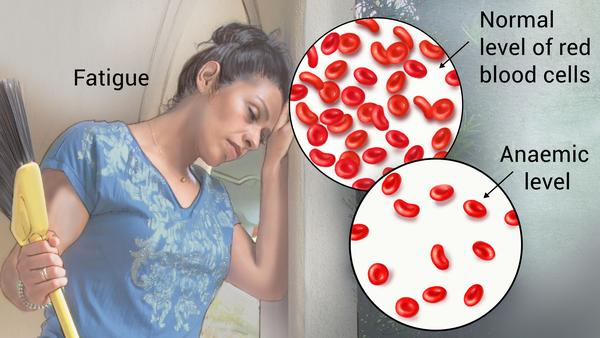 Fatigue
Normal
level of red
blood cells
Anaemic
level